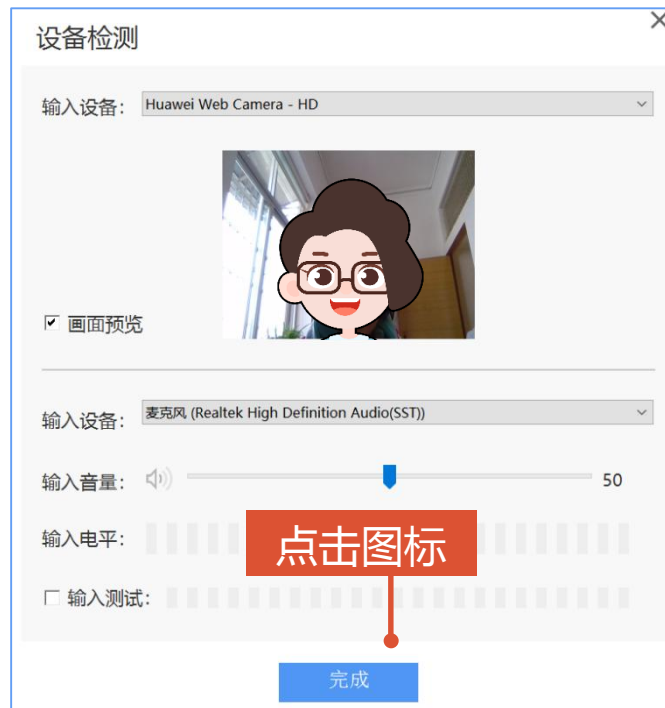 设备检测
输入设备：
Huawei Web Camera - HD
画面预览
输入设备：
麦克风 (Realtek High Definition Audio(SST))
输入音量：
50
输入电平：
点击图标
输入测试：
完成